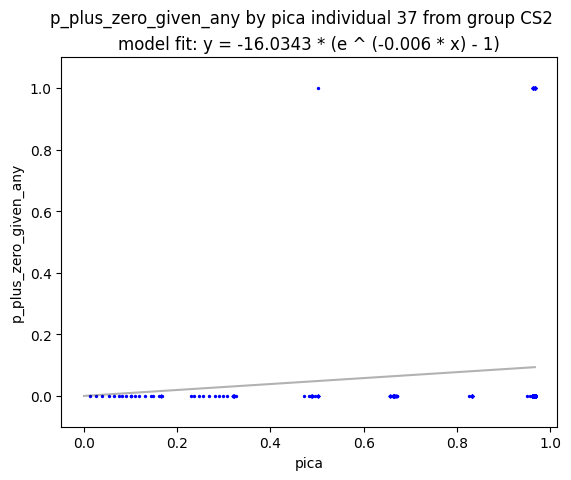 p_plus_zero_given_any by pica individual 37 from group CS2
model fit: y = -16.0343 * (e ^ (-0.006 * x) - 1)
1.0
0.8
0.6
0.4
0.2
0.0
p_plus_zero_given_any
0.0 0.2 0.4 0.6 0.8 1.0
pica